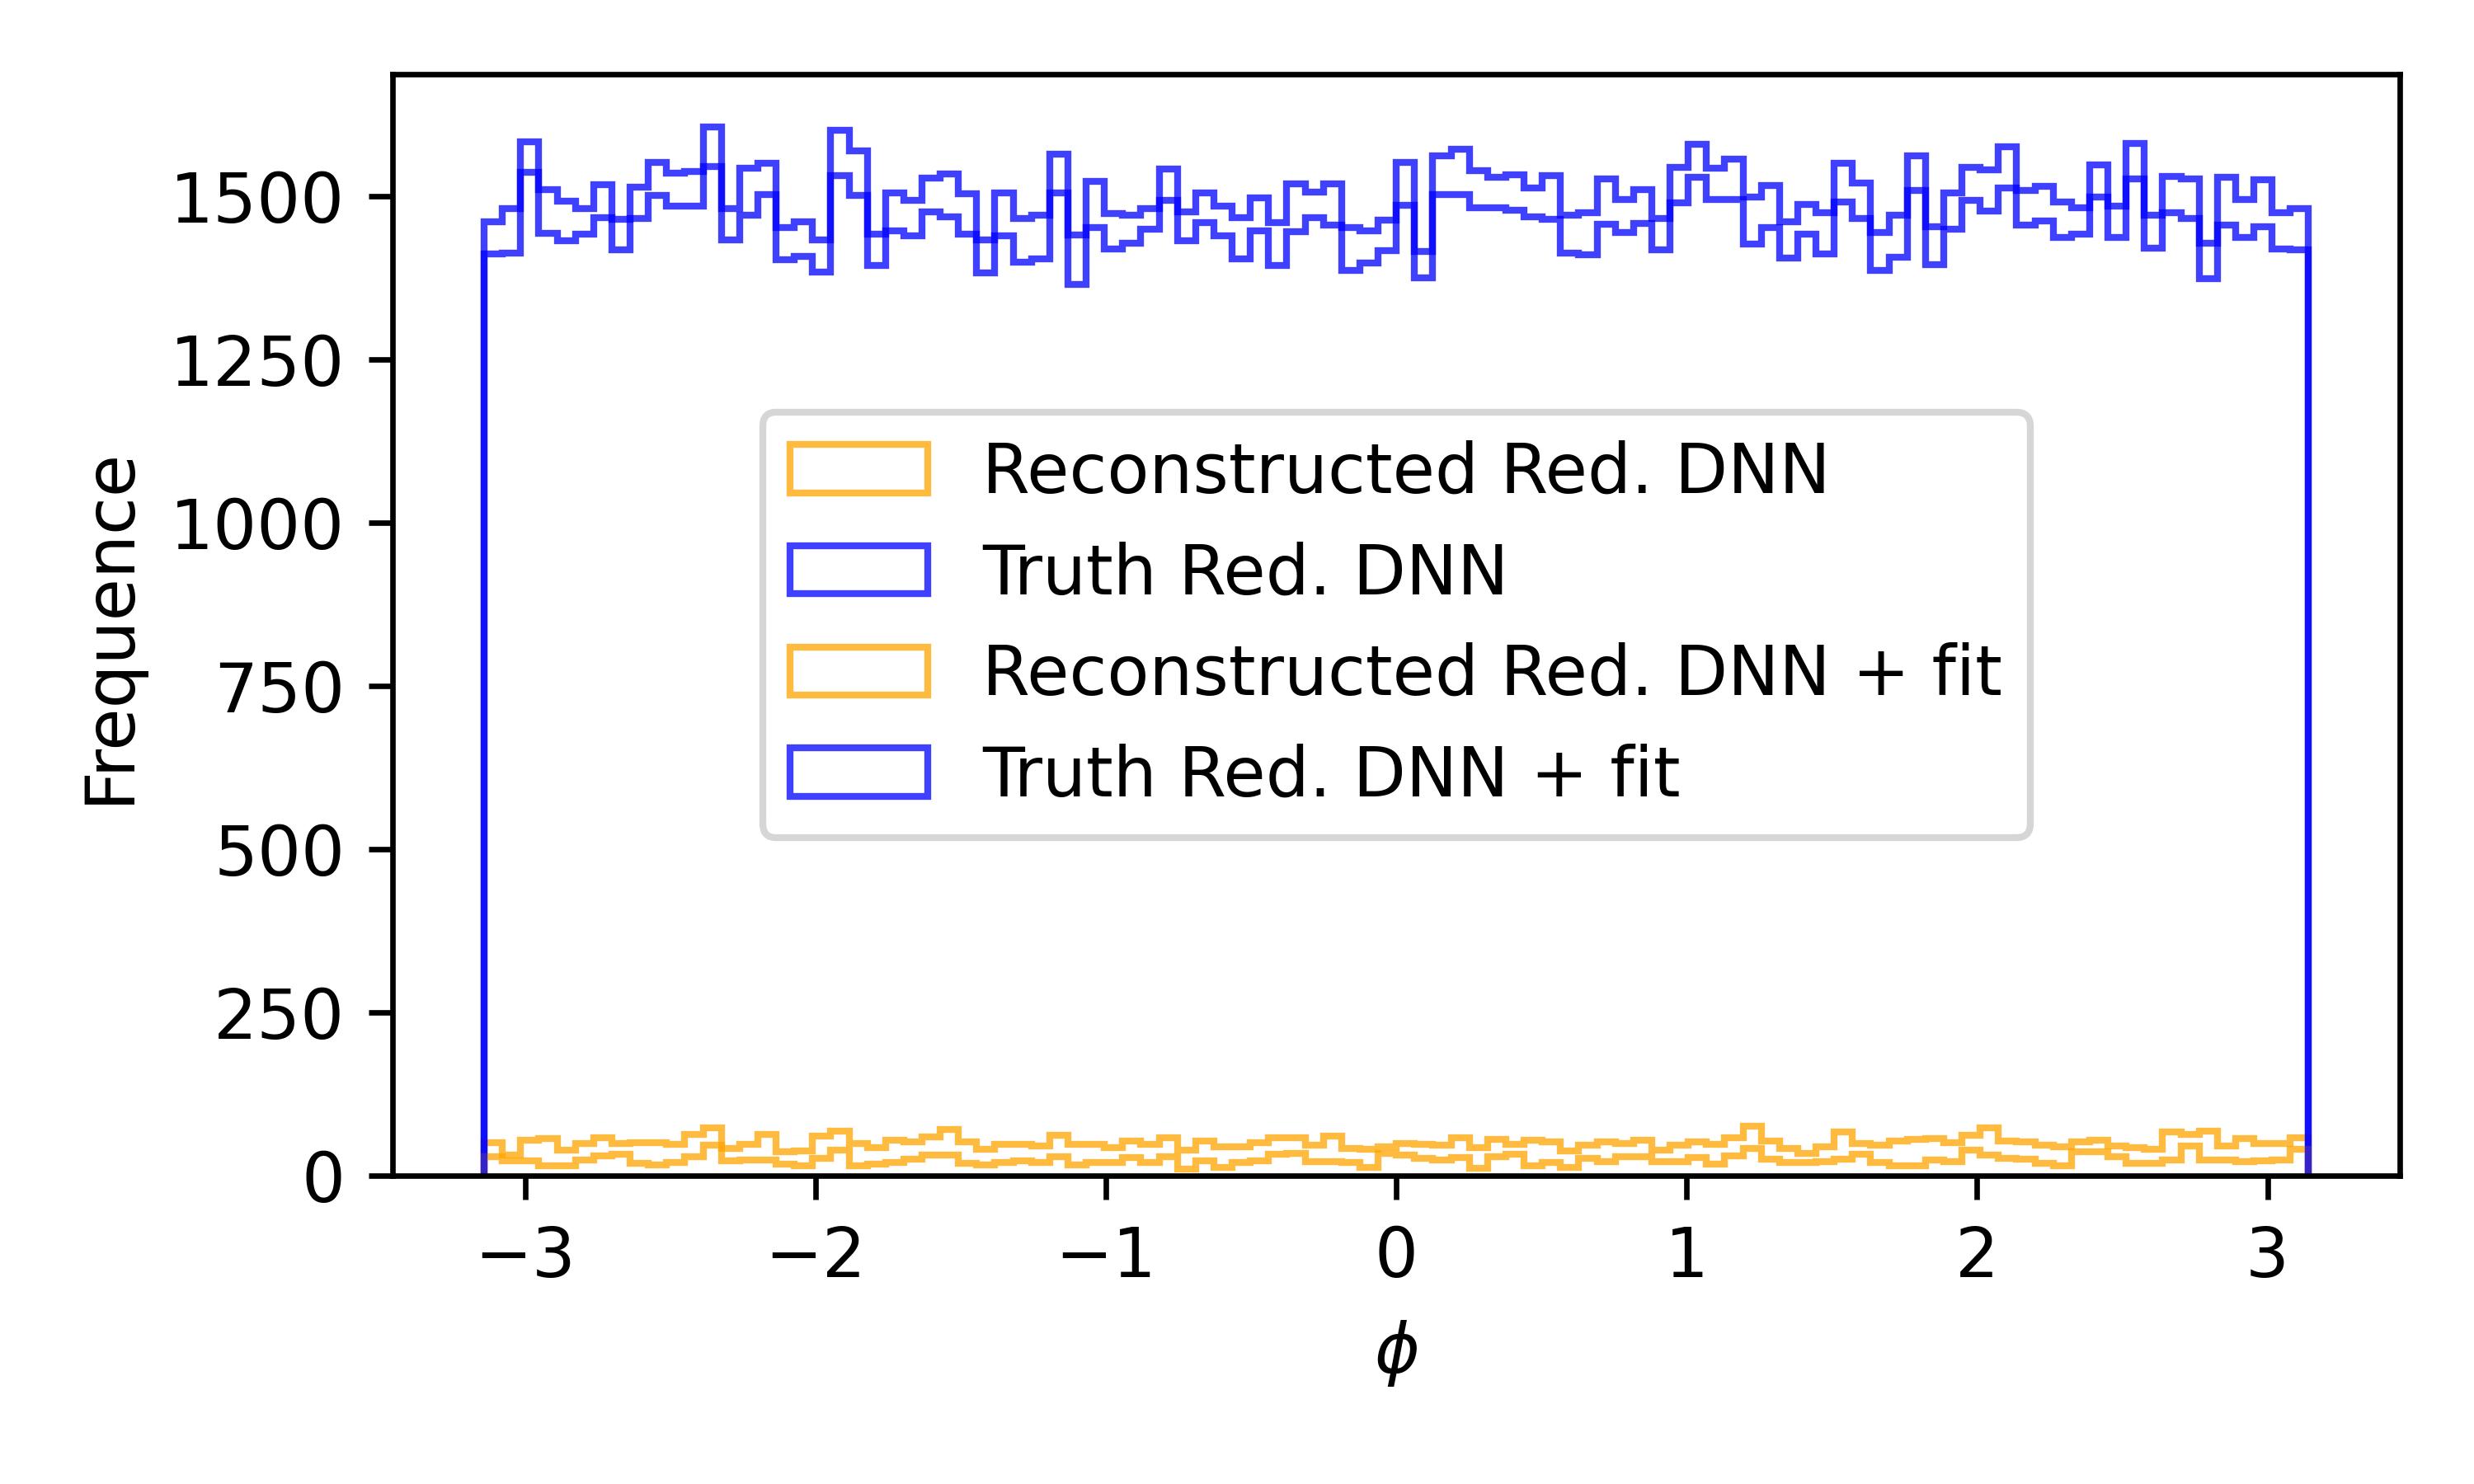 Frequence
1500
1250
1000
750
500
250
0
Reconstructed Red. DNN
Truth Red. DNN
Reconstructed Red. DNN + fit
Truth Red. DNN + fit
−3 −2 −1 0 1 2 3
ϕ